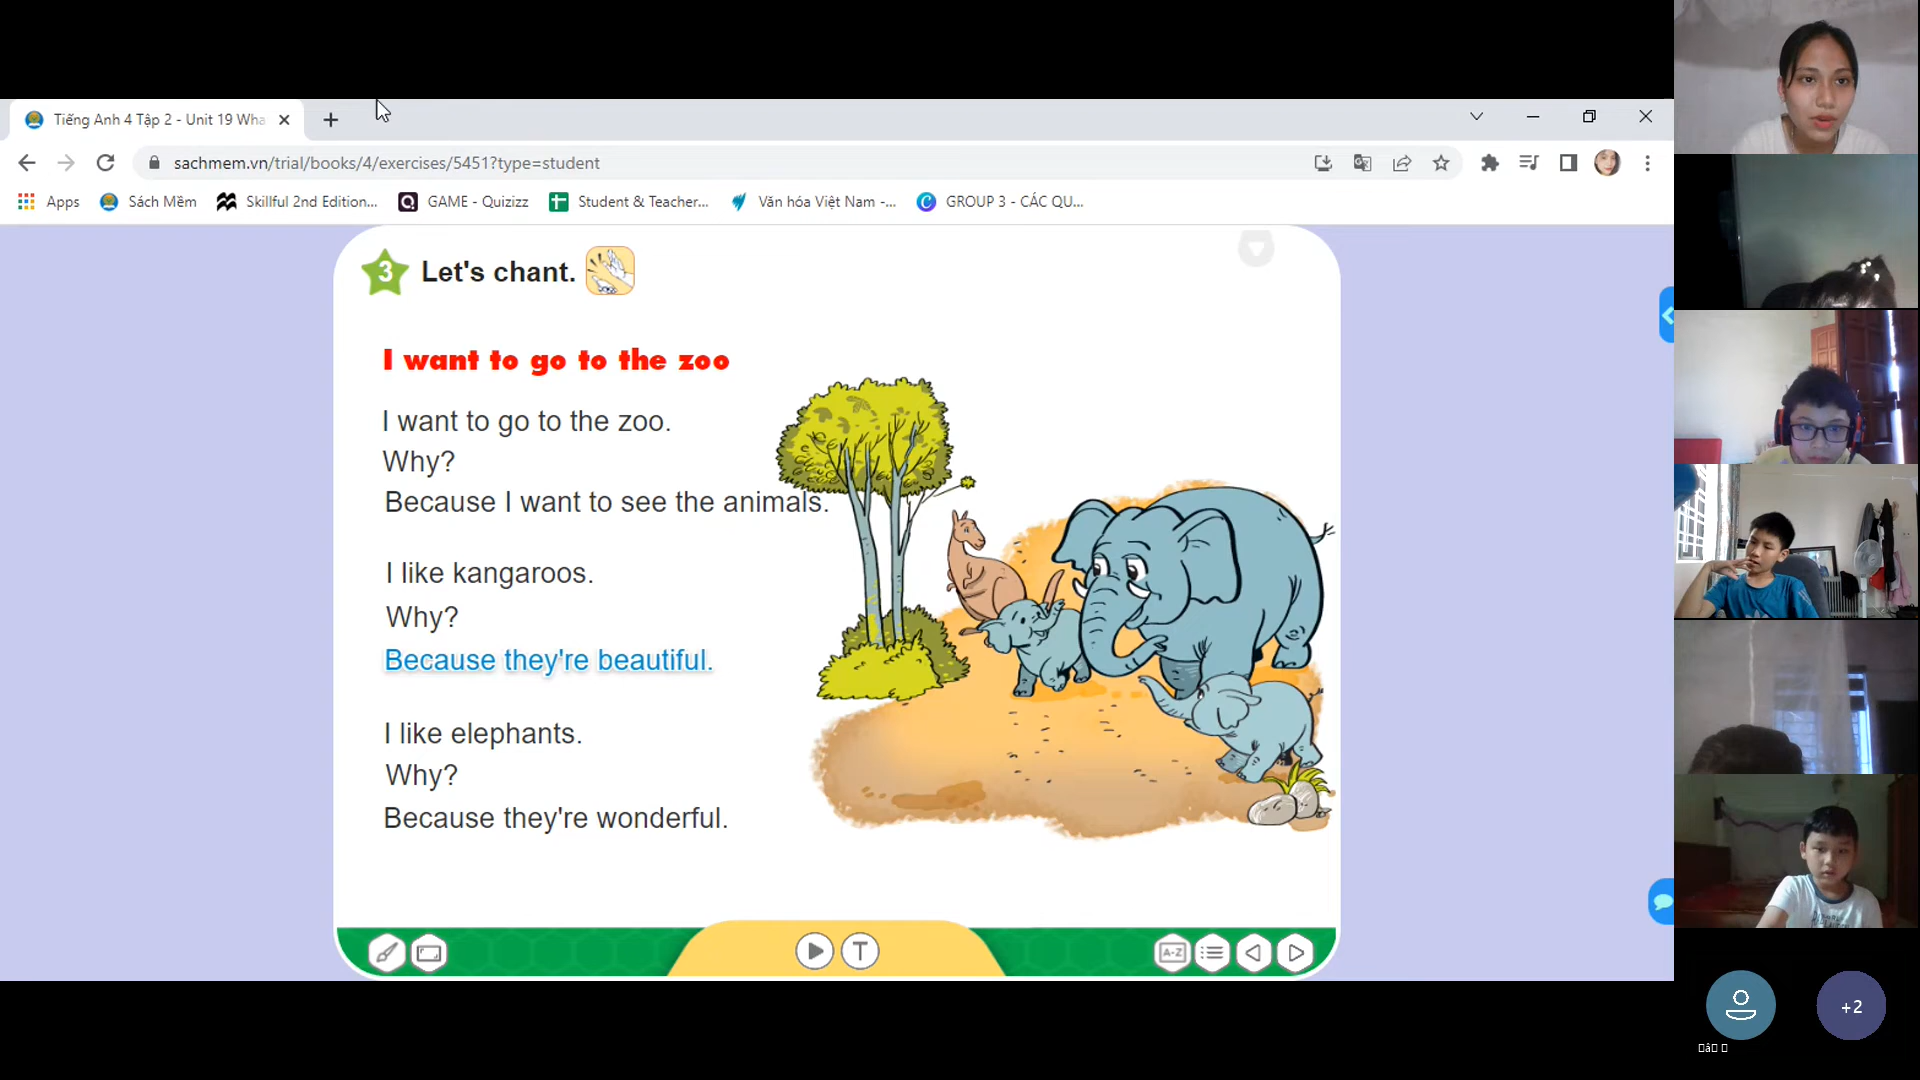 Tiếng Anh 4 Tập 2 - Unit 19 Wha
sachmem.vn/trial/books/4/exercises/5451?type=student
Apps
Sách Mềm
Skillful 2nd Edition...
GAME - Quizizz
Student & Teacher...
Văn hóa Việt Nam -...
GROUP 3 - CÁC QU...
3 Let's chant.
I want to go to the zoo
I want to go to the zoo.
Why?
Because I want to see the animals.
I like kangaroos.
Why?
Because they're beautiful.
I like elephants.
Why?
Because they're wonderful.
T
A-Z
+2